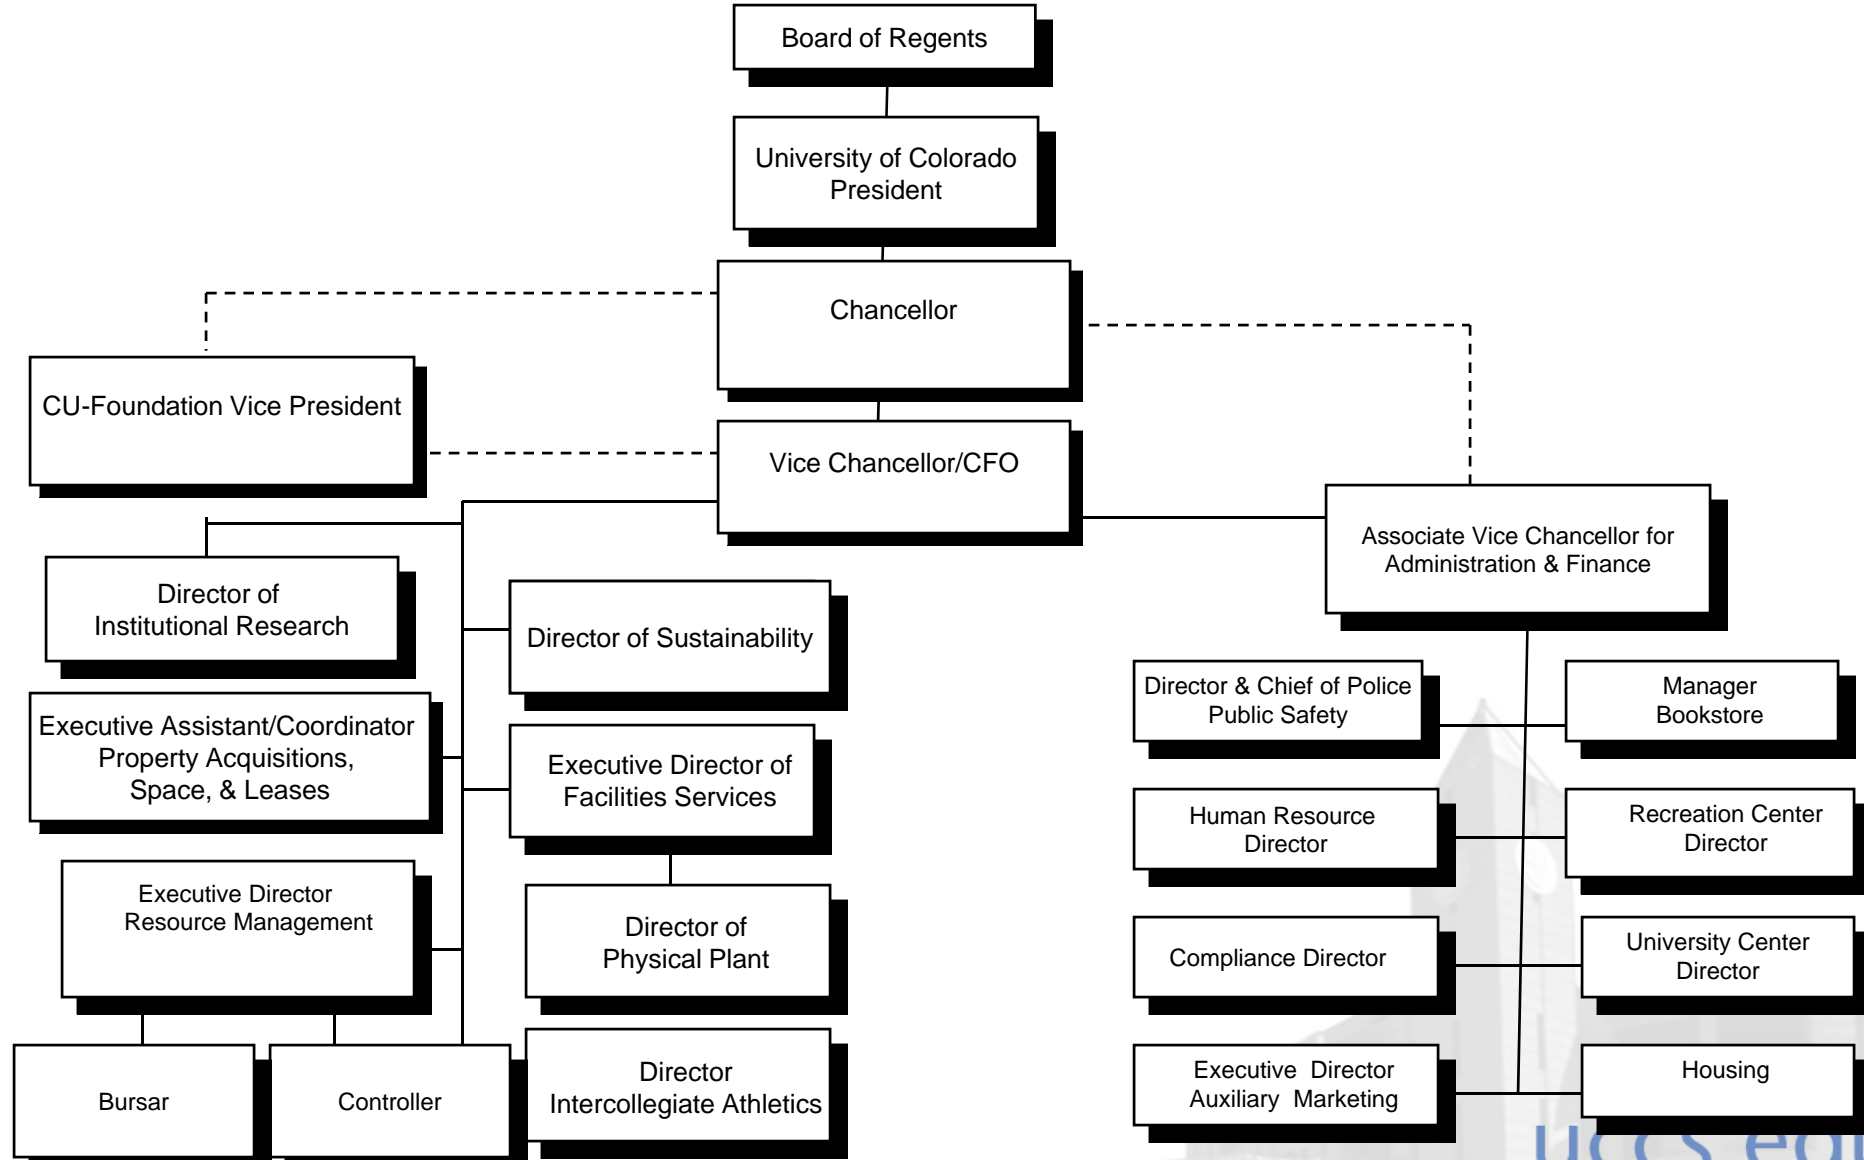 Board of Regents
University of Colorado
President
Chancellor
CU-Foundation Vice President
Vice Chancellor/CFO
Associate Vice Chancellor for
Administration & Finance
Director of
Institutional Research
Director of Sustainability
Executive Assistant/Coordinator
Property Acquisitions,
Space, & Leases
Executive Director of
Facilities Services
Executive Director
Resource Management
Director of
Physical Plant
Bursar
Controller
Director
Intercollegiate Athletics
Director & Chief of Police
Public Safety
Manager
Bookstore
Human Resource
Director
Recreation Center
Director
Compliance Director
University Center
Director
Executive Director
Auxiliary Marketing
Housing